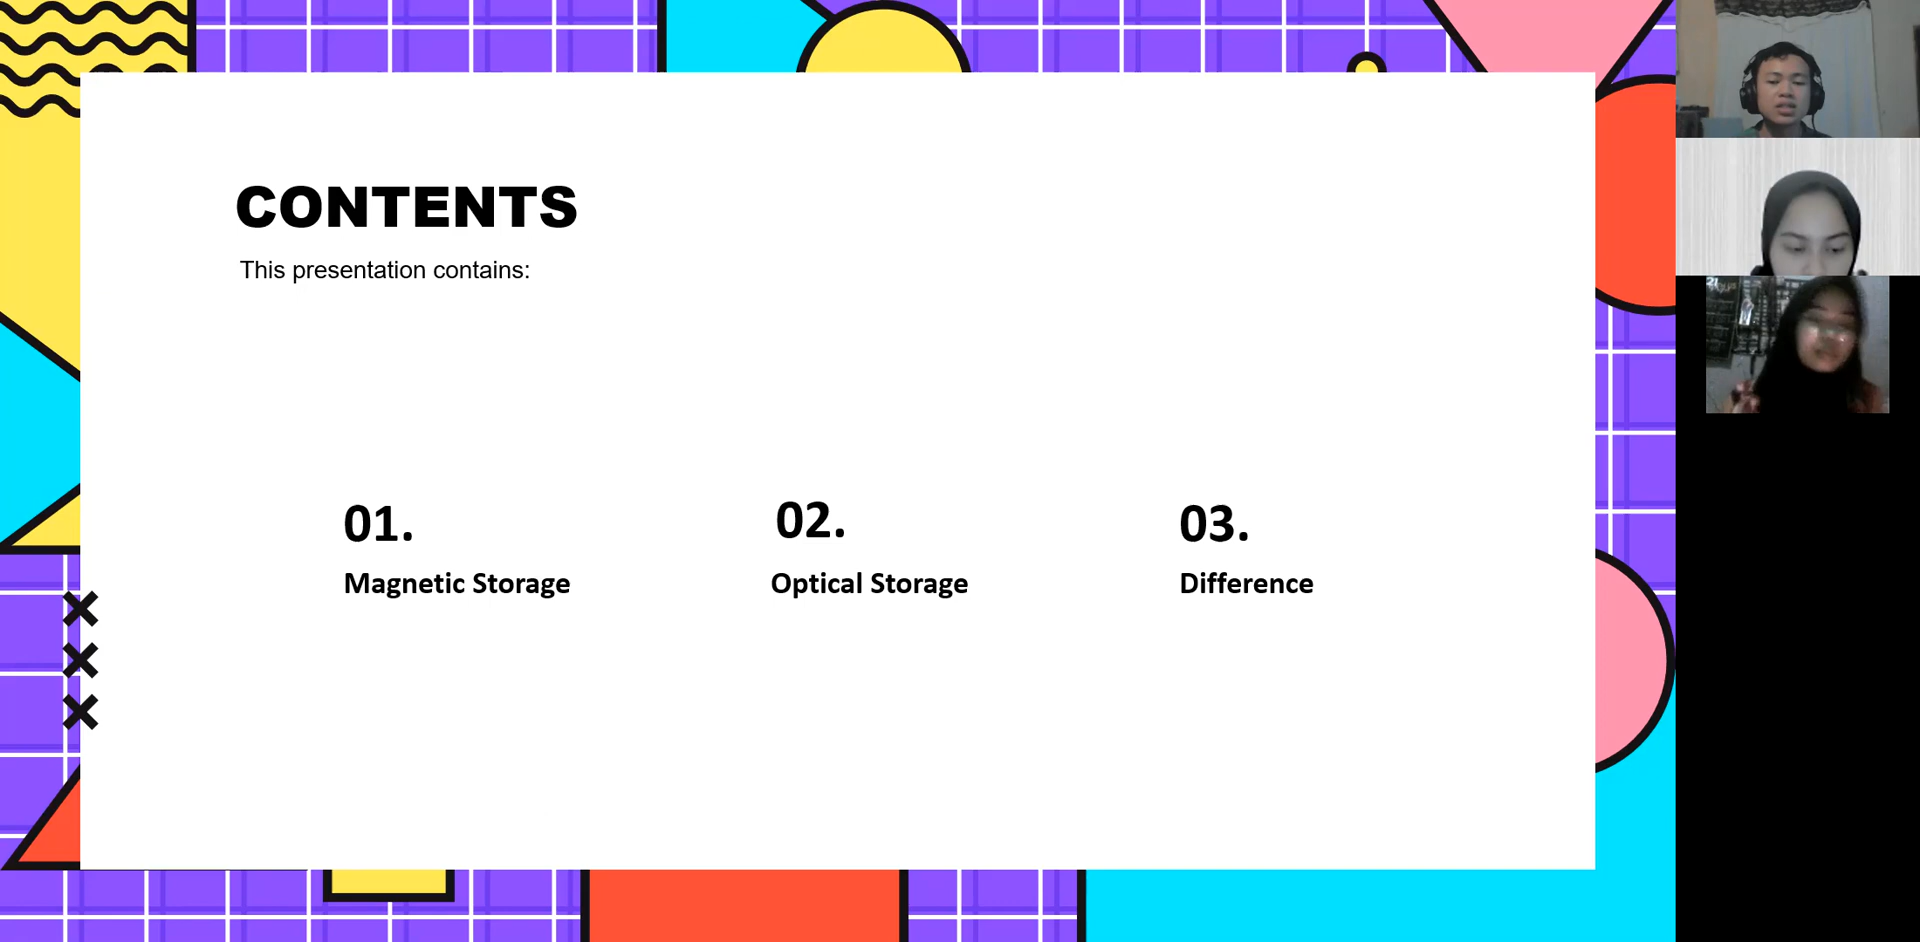 CONTENTS
This presentation contains:
01.
Magnetic Storage
02.
Optical Storage
03.
Difference